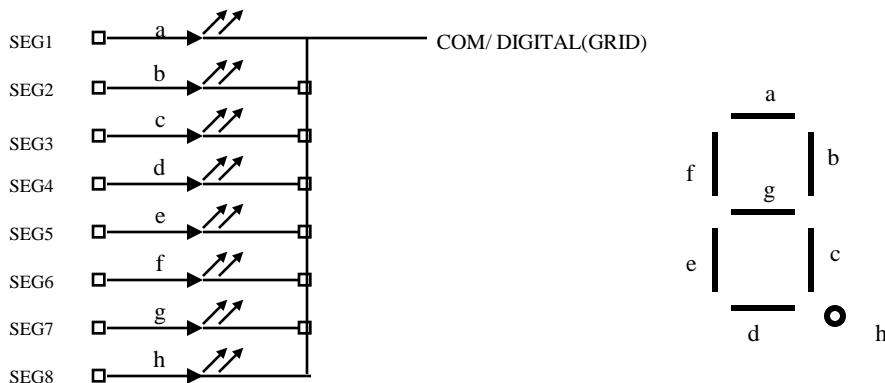 SEG1 a COM/ DIGITAL(GRID)
SEG2 b
SEG3 c
SEG4 d
SEG5 e
SEG6 f
SEG7 g
SEG8 h
a
f b
g
e c
d h